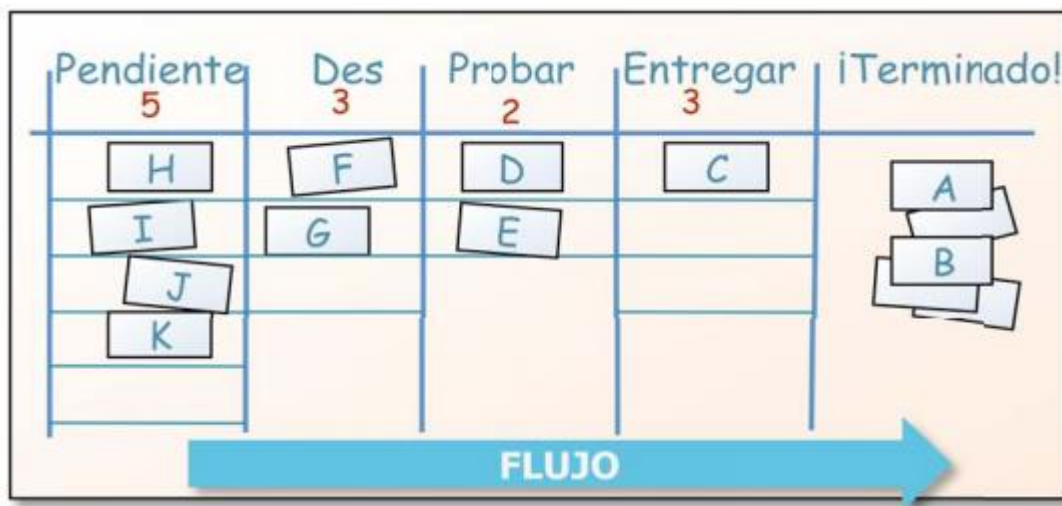 Pendiente Des Probar Entregar ¡Terminado!
5 3 2 3
H F D C A
I G E B
J
K
FLUJO